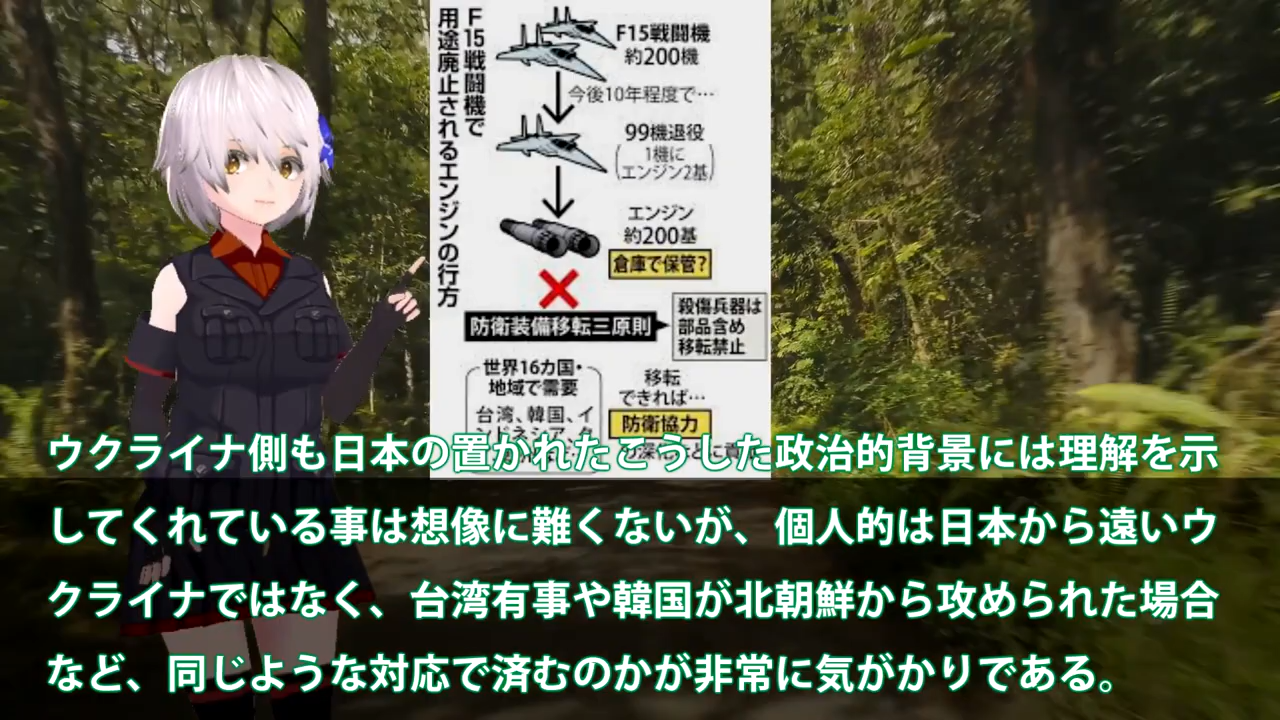 F15戦闘機で
用途廃止されるエンジンの行方
F15戦闘機
約200機
今後10年程度で…
99機退役
(1機に
エンジン2基)
エンジン
約200基
倉庫で保管?
防衛装備移転三原則
殺傷兵器は
部品含め
移転禁止
世界16カ国・
地域で需要
台湾、韓国、イ
移転
できれば…
防衛協力
ウクライナ側も日本の置かれたこうした政治的背景には理解を示
してくれている事は想像に難くないが、個人的は日本から遠いウ
クライナではなく、台湾有事や韓国が北朝鮮から攻められた場合
など、同じような対応で済むのかが非常に気がかりである。